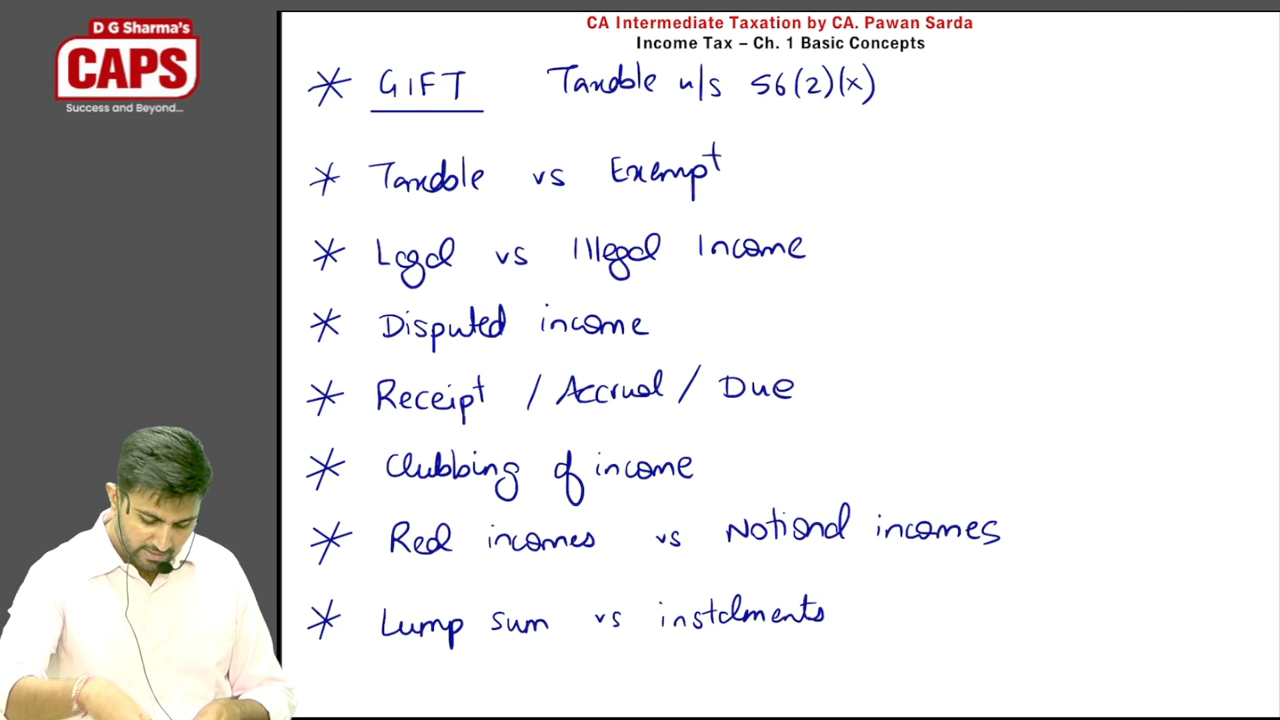 D G Sharma's
CAPS
Success and Beyond...
CA Intermediate Taxation by CA. Pawan Sarda
Income Tax – Ch. 1 Basic Concepts
* GIFT Taxable u/s 56(2)(x)
* Taxable vs Exempt
* Legal vs Illegal Income
* Disputed income
* Receipt / Accrual / Due
* Clubbing of income
* Real incomes vs Notional incomes
* Lump sum vs instalments